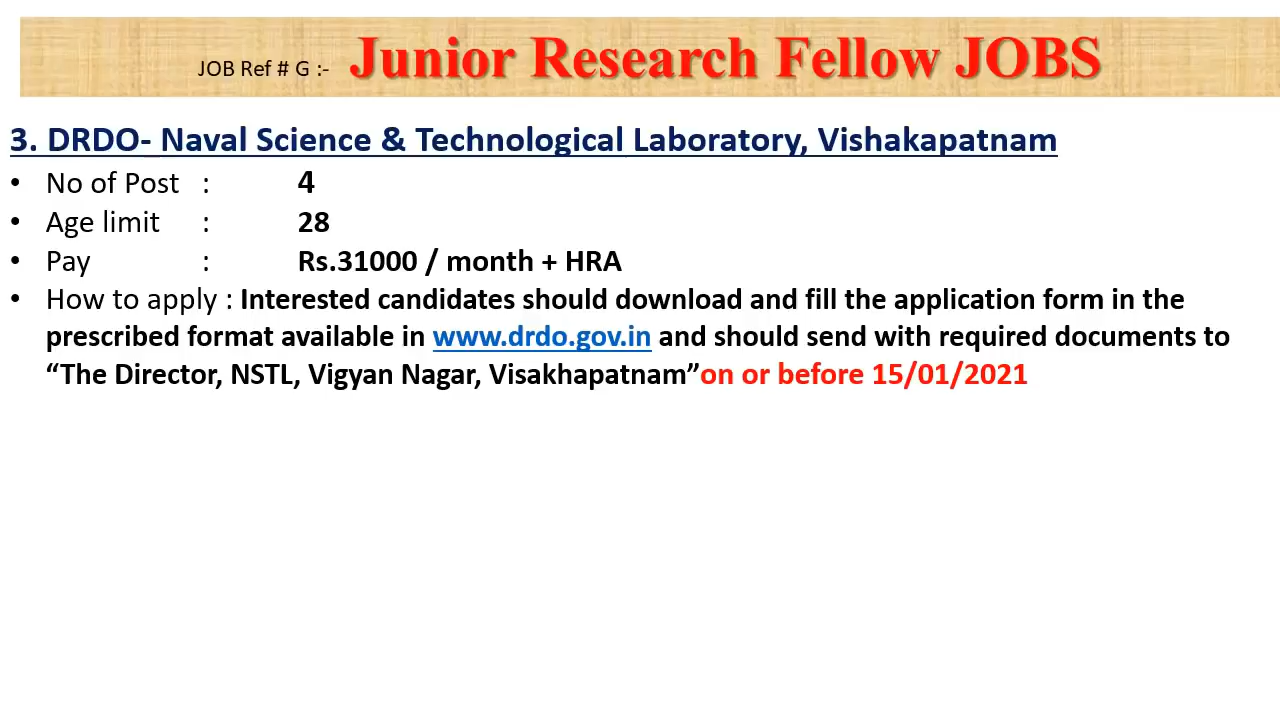 JOB Ref # G :- Junior Research Fellow JOBS
3. DRDO- Naval Science & Technological Laboratory, Vishakapatnam
• No of Post : 4
• Age limit : 28
• Pay : Rs.31000 / month + HRA
• How to apply : Interested candidates should download and fill the application form in the
prescribed format available in www.drdo.gov.in and should send with required documents to
“The Director, NSTL, Vigyan Nagar, Visakhapatnam”on or before 15/01/2021